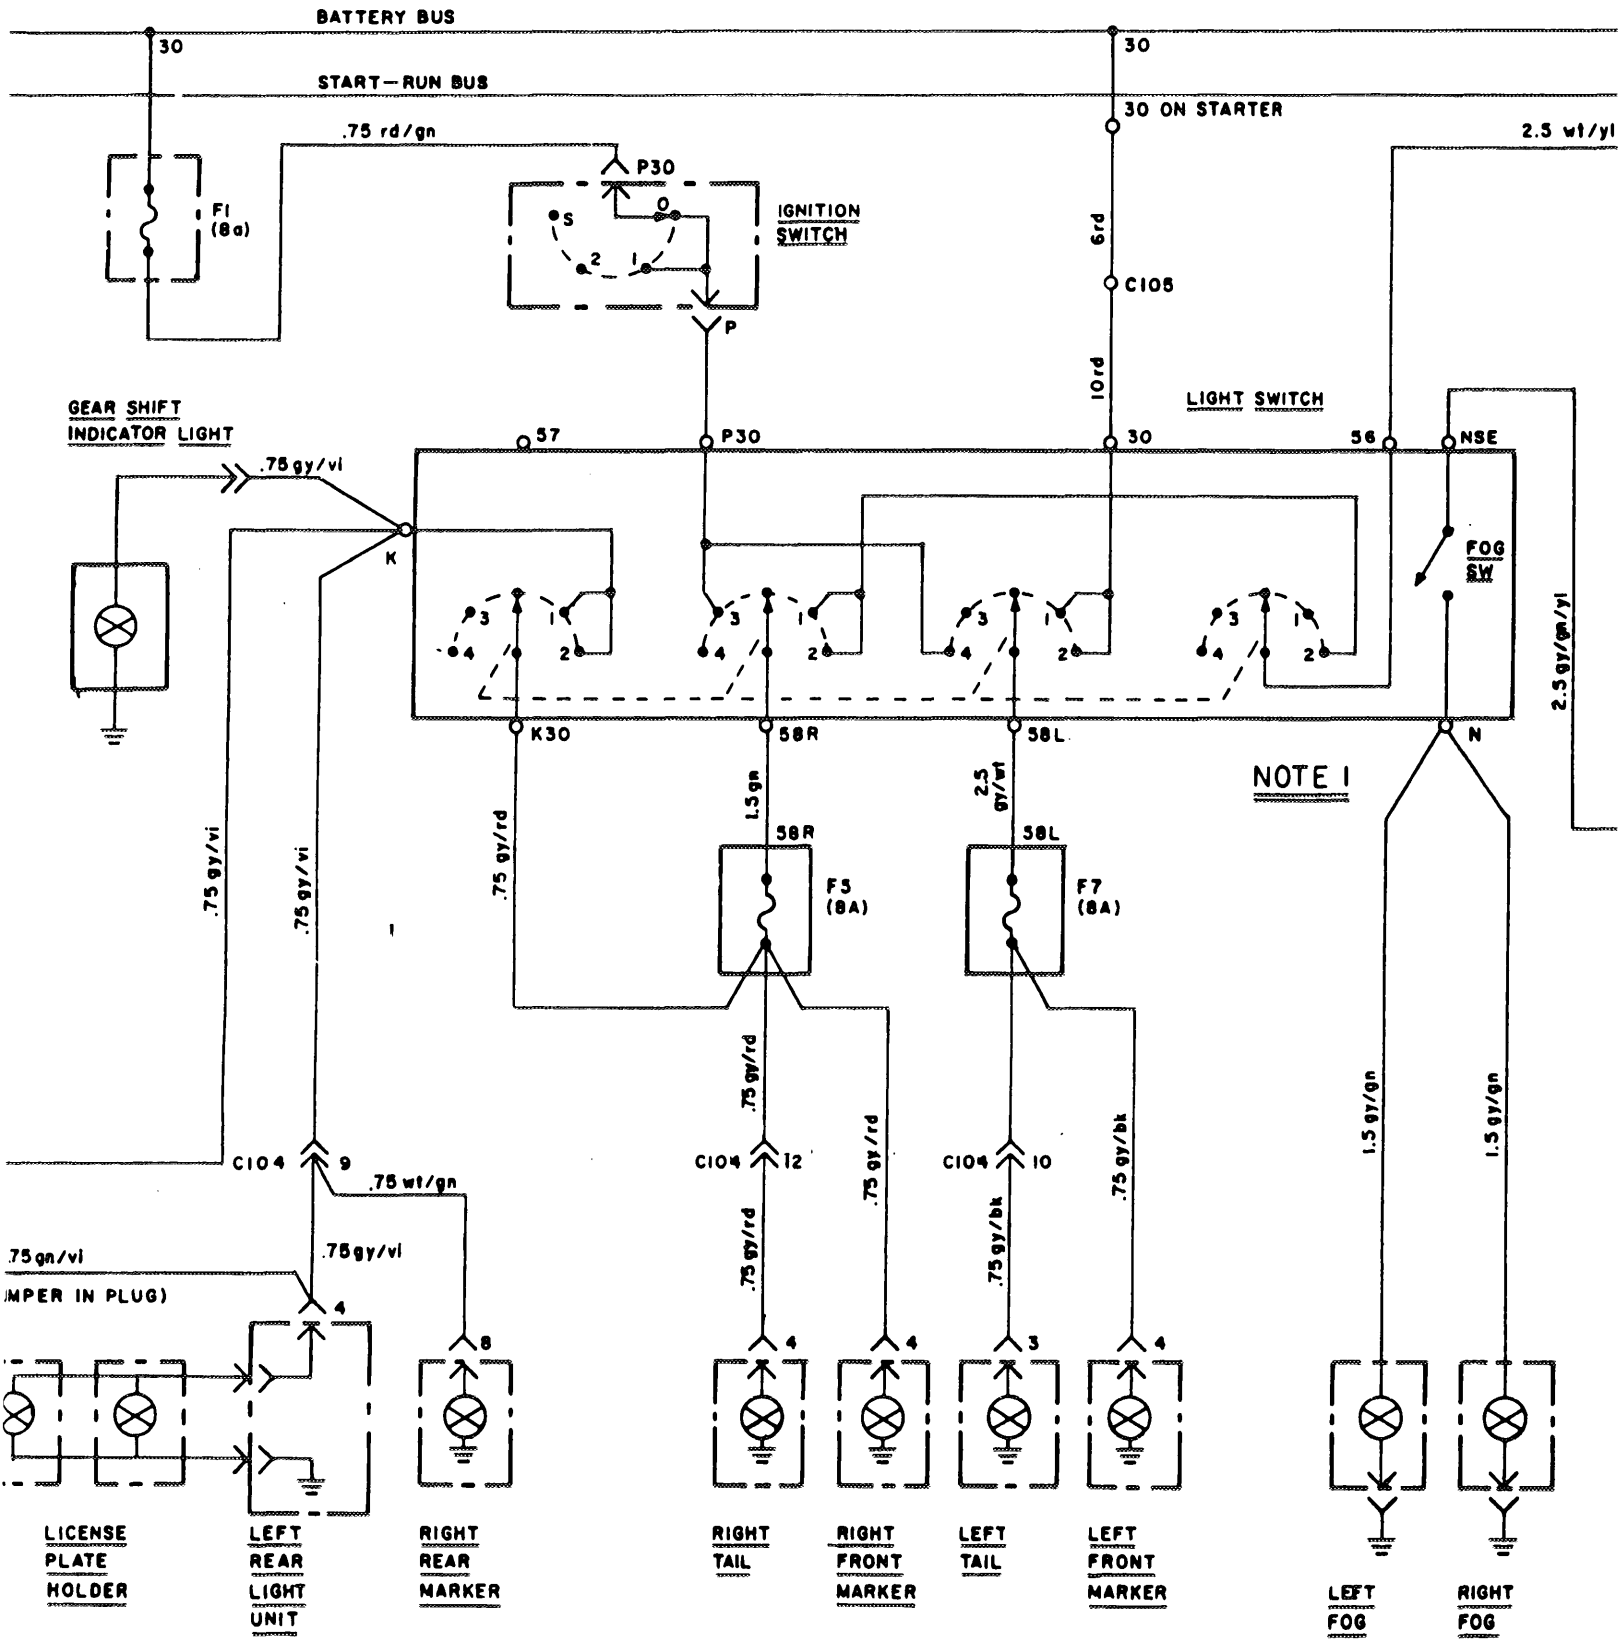 BATTERY BUS
30
30
START-RUN BUS
30 ON STARTER
.75 rd/gn
2.5 wt/yl
P30
F1
(8a)
S
O
2
1
IGNITION
SWITCH
6rd
C105
P
10rd
GEAR SHIFT
INDICATOR LIGHT
LIGHT SWITCH
57
P30
30
56
NSE
.75 gy/vi
K
FOG
SW
3
1
4
2
3
1
4
2
3
1
4
2
3
1
4
2
2.5 gy/gn/yl
K30
58R
58L
N
NOTE 1
1.5 gn
2.5
gy/wt
.75 gy/vi
.75 gy/vi
.75 gy/rd
58R
58L
F5
(8A)
F7
(8A)
.75 gy/rd
.75 gy/rd
.75 gy/bk
1.5 gy/gn
1.5 gy/gn
C104
9
C104
12
C104
10
.75 wt/gn
.75 gy/rd
.75 gy/bk
.75 gn/vi
.75 gy/vi
MPER IN PLUG)
4
8
4
4
3
4
LICENSE
PLATE
HOLDER
LEFT
REAR
LIGHT
UNIT
RIGHT
REAR
MARKER
RIGHT
TAIL
RIGHT
FRONT
MARKER
LEFT
TAIL
LEFT
FRONT
MARKER
LEFT
FOG
RIGHT
FOG